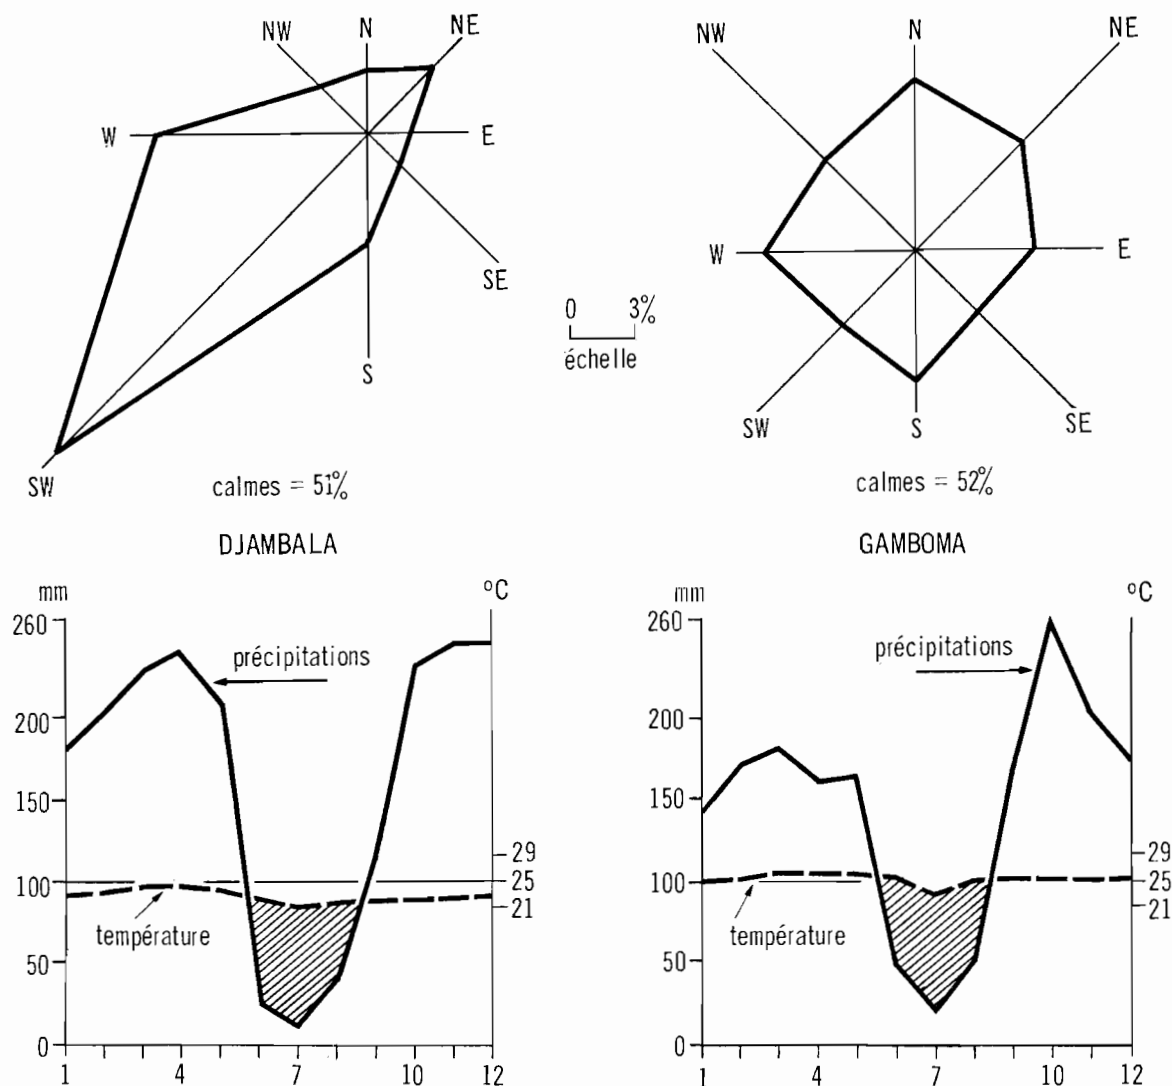 NW N NE
W E
SE
S
SW
calmes = 51%
DJAMBALA
NW N NE
W E
SW S SE
calmes = 52%
GAMBOMA
0 3%
échelle
mm °C
260
200
150
100
50
0
29
25
21
précipitations
température
1 4 7 10 12
mm °C
260
200
150
100
50
0
29
25
21
précipitations
température
1 4 7 10 12